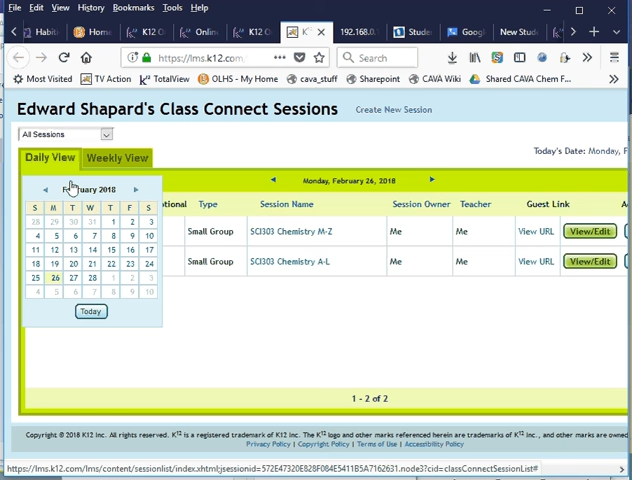 File Edit View History Bookmarks Tools Help
Habit Home K12 O Online K12 O K 192.168.0. Stude Goog New Stude K12
https://lms.k12.com Search
Most Visited TV Action TotalView OLHS - My Home cava_stuff Sharepoint CAVA Wiki Shared CAVA Chem F...
Edward Shapard's Class Connect Sessions Create New Session
All Sessions
Daily View Weekly View Today's Date: Monday, F
February 2018 Monday, February 26, 2018
S M T W T F S
28 29 30 31 1 2 3
4 5 6 7 8 9 10
11 12 13 14 15 16 17
18 19 20 21 22 23 24
25 26 27 28 1 2 3
4 5 6 7 8 9 10
Today
tional Type Session Name Session Owner Teacher Guest Link A
Small Group SCI303 Chemistry M-Z Me Me View URL View/Edit
Small Group SCI303 Chemistry A-L Me Me View URL View/Edit
1 - 2 of 2
Copyright © 2018 K12 Inc. All rights reserved. K¹² is a registered trademark of K12 Inc. The K¹² logo and other marks referenced herein are trademarks of K¹² Inc., and other marks are owned
Privacy Policy | Copyright Policy | Terms of Use | Accessibility Policy
https://lms.k12.com/lms/content/sessionlist/index.xhtml;jsessionid=572E47320E828F084E5411B5A7162631.node3?cid=classConnectSessionList#